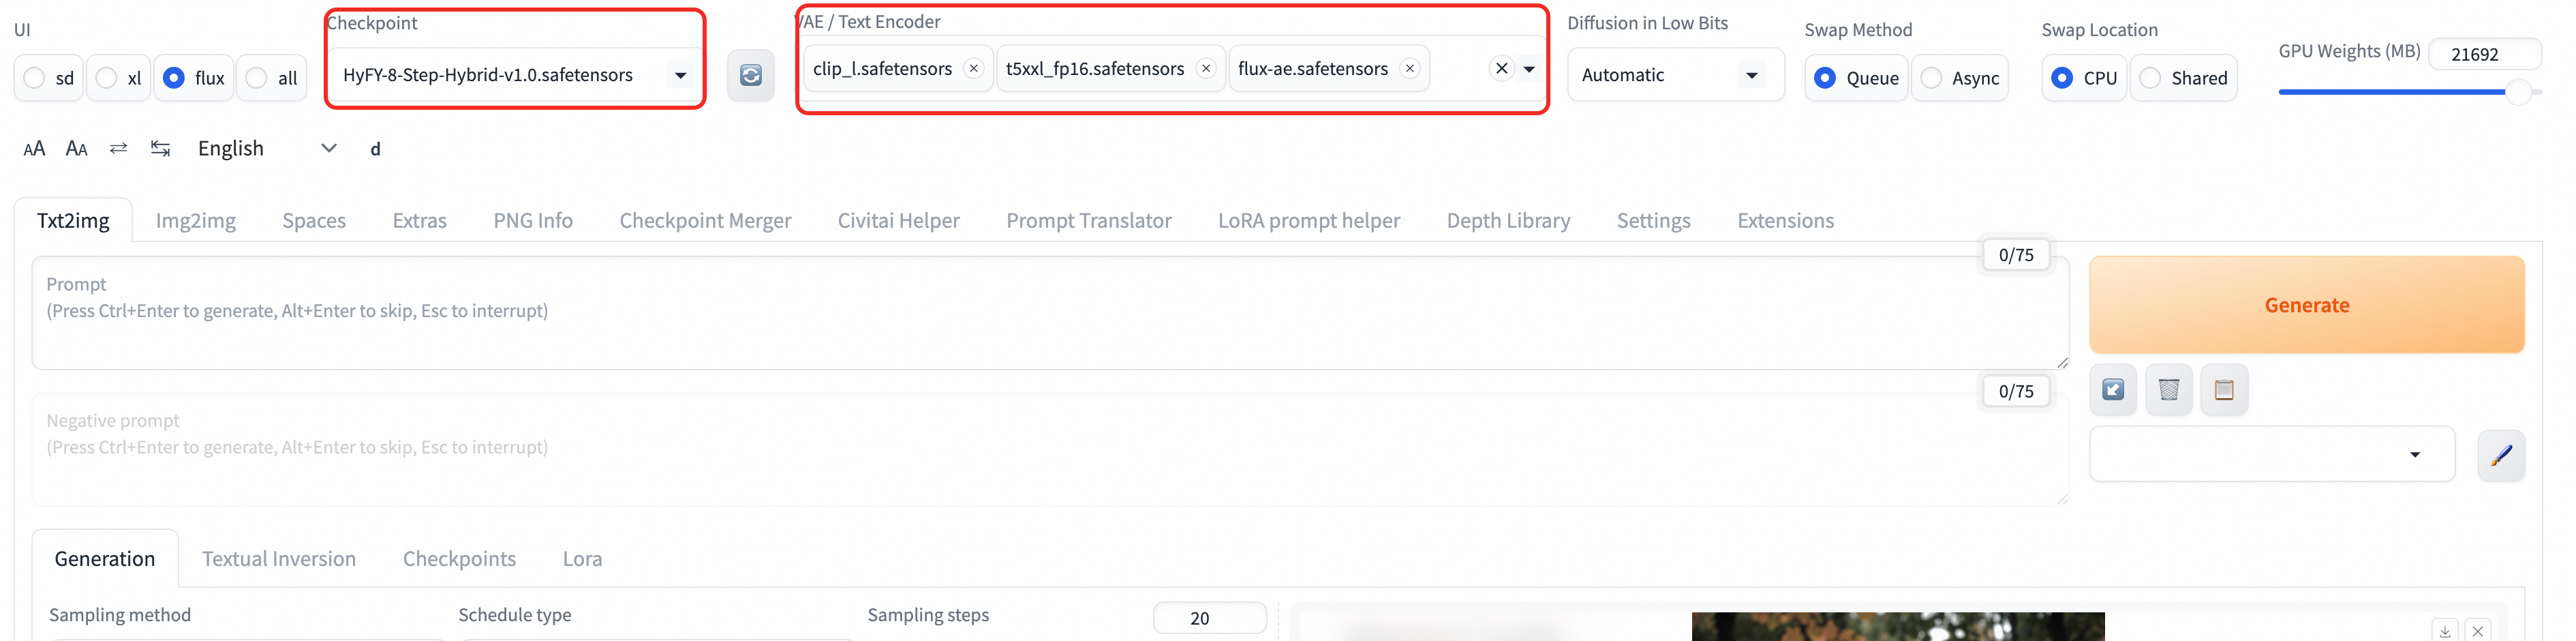 UI
sd
xl
flux
all
Checkpoint
HyFY-8-Step-Hybrid-v1.0.safetensors
VAE / Text Encoder
clip_l.safetensors
t5xxl_fp16.safetensors
flux-ae.safetensors
Diffusion in Low Bits
Automatic
Swap Method
Queue
Async
Swap Location
CPU
Shared
GPU Weights (MB)
21692
AA
AA
English
d
Txt2img
Img2img
Spaces
Extras
PNG Info
Checkpoint Merger
Civitai Helper
Prompt Translator
LoRA prompt helper
Depth Library
Settings
Extensions
0/75
Prompt
(Press Ctrl+Enter to generate, Alt+Enter to skip, Esc to interrupt)
Generate
0/75
Negative prompt
(Press Ctrl+Enter to generate, Alt+Enter to skip, Esc to interrupt)
Generation
Textual Inversion
Checkpoints
Lora
Sampling method
Schedule type
Sampling steps
20